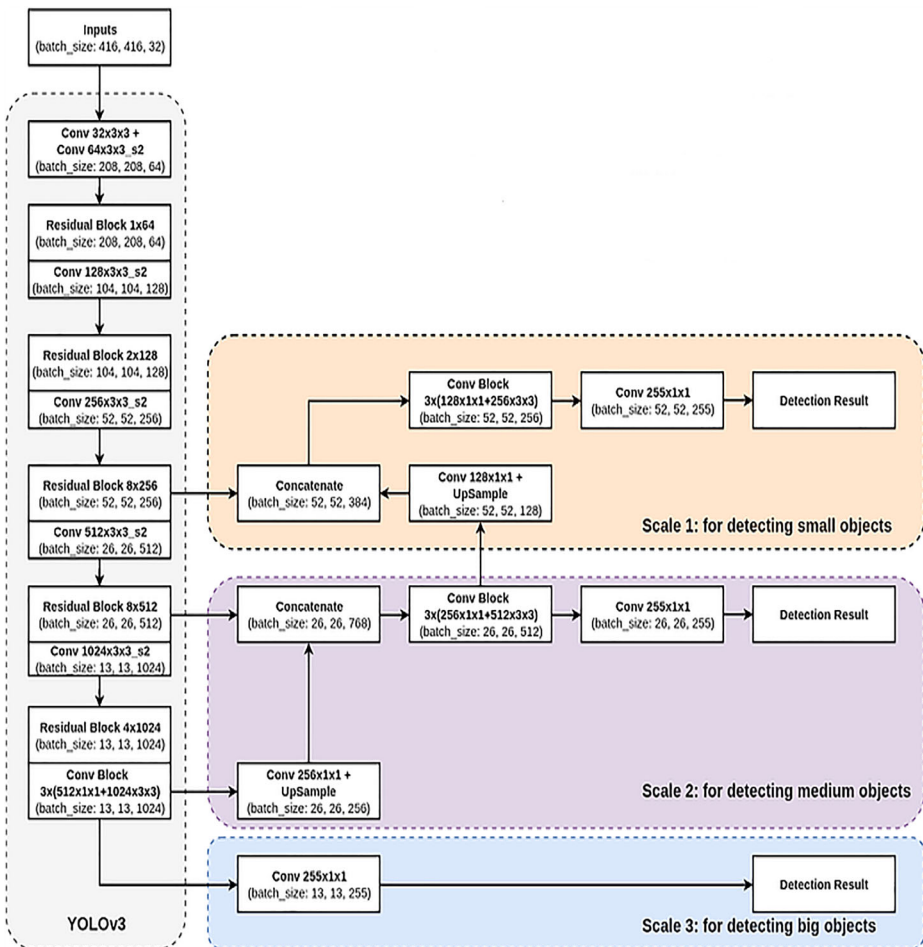 Inputs
(batch_size: 416, 416, 32)
Conv 32x3x3 +
Conv 64x3x3_s2
(batch_size: 208, 208, 64)
Residual Block 1x64
(batch_size: 208, 208, 64)
Conv 128x3x3_s2
(batch_size: 104, 104, 128)
Residual Block 2x128
(batch_size: 104, 104, 128)
Conv 256x3x3_s2
(batch_size: 52, 52, 256)
Residual Block 8x256
(batch_size: 52, 52, 256)
Conv 512x3x3_s2
(batch_size: 26, 26, 512)
Residual Block 8x512
(batch_size: 26, 26, 512)
Conv 1024x3x3_s2
(batch_size: 13, 13, 1024)
Residual Block 4x1024
(batch_size: 13, 13, 1024)
Conv Block
3x(512x1x1+1024x3x3)
(batch_size: 13, 13, 1024)
YOLOv3
Conv Block
3x(128x1x1+256x3x3)
(batch_size: 52, 52, 256)
Conv 255x1x1
(batch_size: 52, 52, 255)
Detection Result
Concatenate
(batch_size: 52, 52, 384)
Conv 128x1x1 +
UpSample
(batch_size: 52, 52, 128)
Scale 1: for detecting small objects
Concatenate
(batch_size: 26, 26, 768)
Conv Block
3x(256x1x1+512x3x3)
(batch_size: 26, 26, 512)
Conv 255x1x1
(batch_size: 26, 26, 255)
Detection Result
Conv 256x1x1 +
UpSample
(batch_size: 26, 26, 256)
Scale 2: for detecting medium objects
Conv 255x1x1
(batch_size: 13, 13, 255)
Detection Result
Scale 3: for detecting big objects